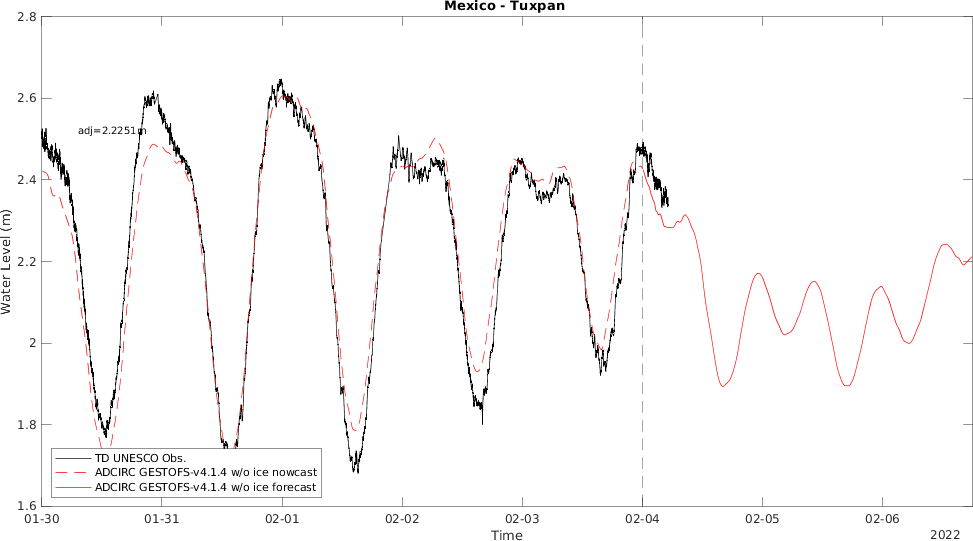 Mexico - Tuxpan
2.8
2.6
2.4
2.2
2
1.8
1.6
Water Level (m)
adj=2.2251m
TD UNESCO Obs.
ADCIRC GESTOFS-v4.1.4 w/o ice nowcast
ADCIRC GESTOFS-v4.1.4 w/o ice forecast
01-30 01-31 02-01 02-02 02-03 02-04 02-05 02-06
Time
2022